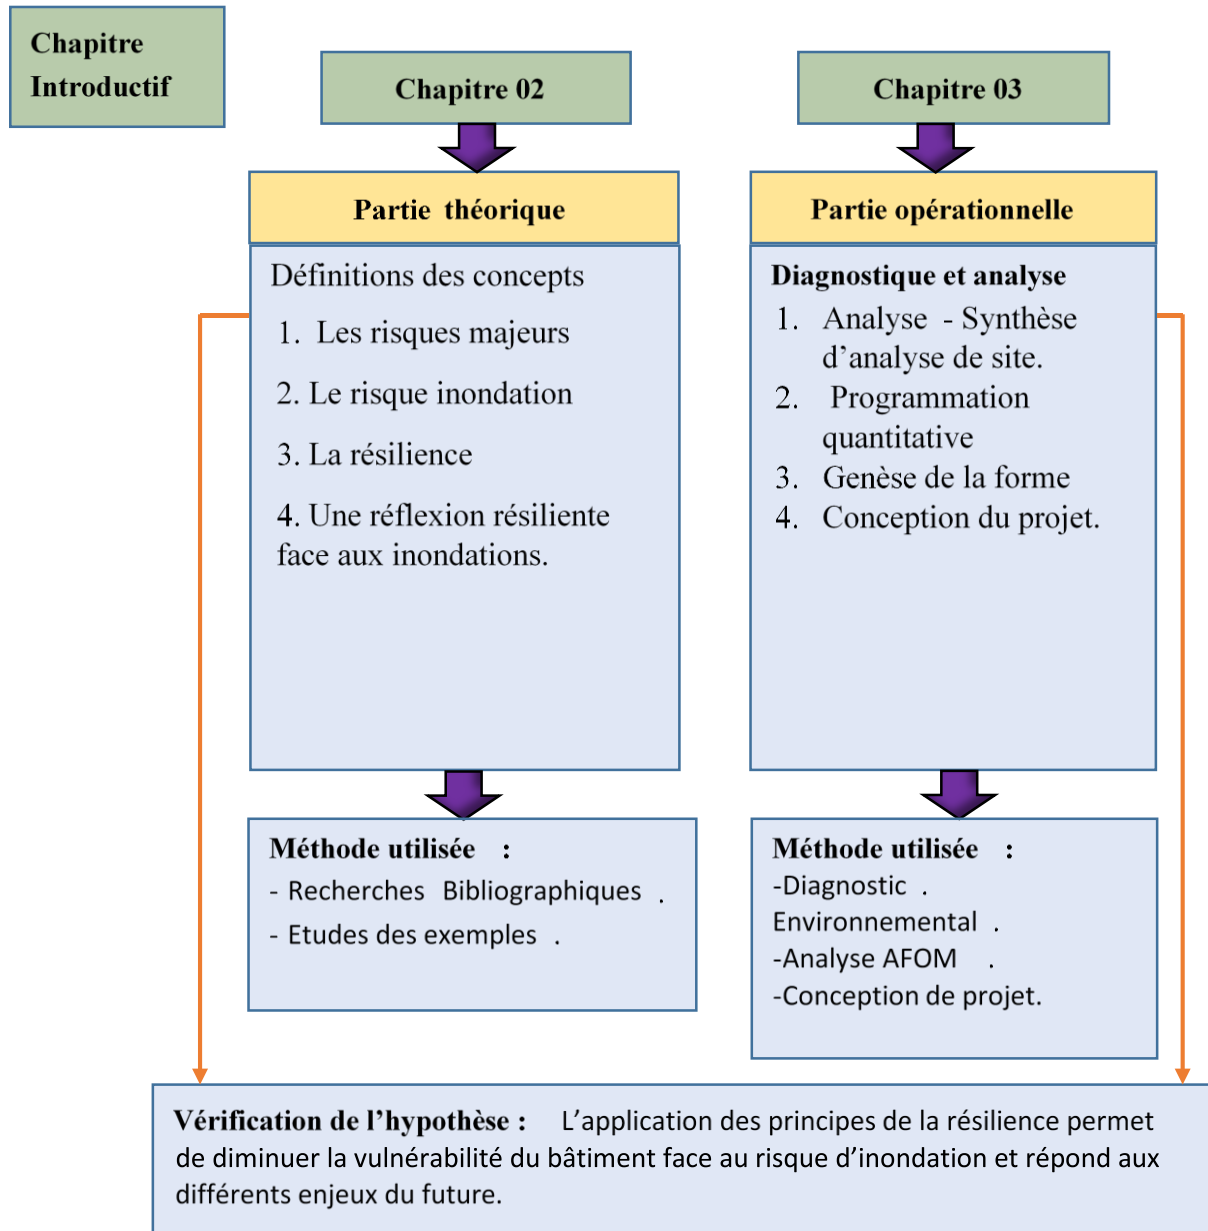 Chapitre
Introductif
Chapitre 02
Partie théorique
Définitions des concepts
1. Les risques majeurs
2. Le risque inondation
3. La résilience
4. Une réflexion résiliente
face aux inondations.
Méthode utilisée :
- Recherches Bibliographiques .
- Etudes des exemples .
Chapitre 03
Partie opérationnelle
Diagnostique et analyse
1. Analyse - Synthèse
d’analyse de site.
2. Programmation
quantitative
3. Genèse de la forme
4. Conception du projet.
Méthode utilisée :
-Diagnostic .
Environnemental .
-Analyse AFOM .
-Conception de projet.
Vérification de l’hypothèse : L’application des principes de la résilience permet
de diminuer la vulnérabilité du bâtiment face au risque d’inondation et répond aux
différents enjeux du future.